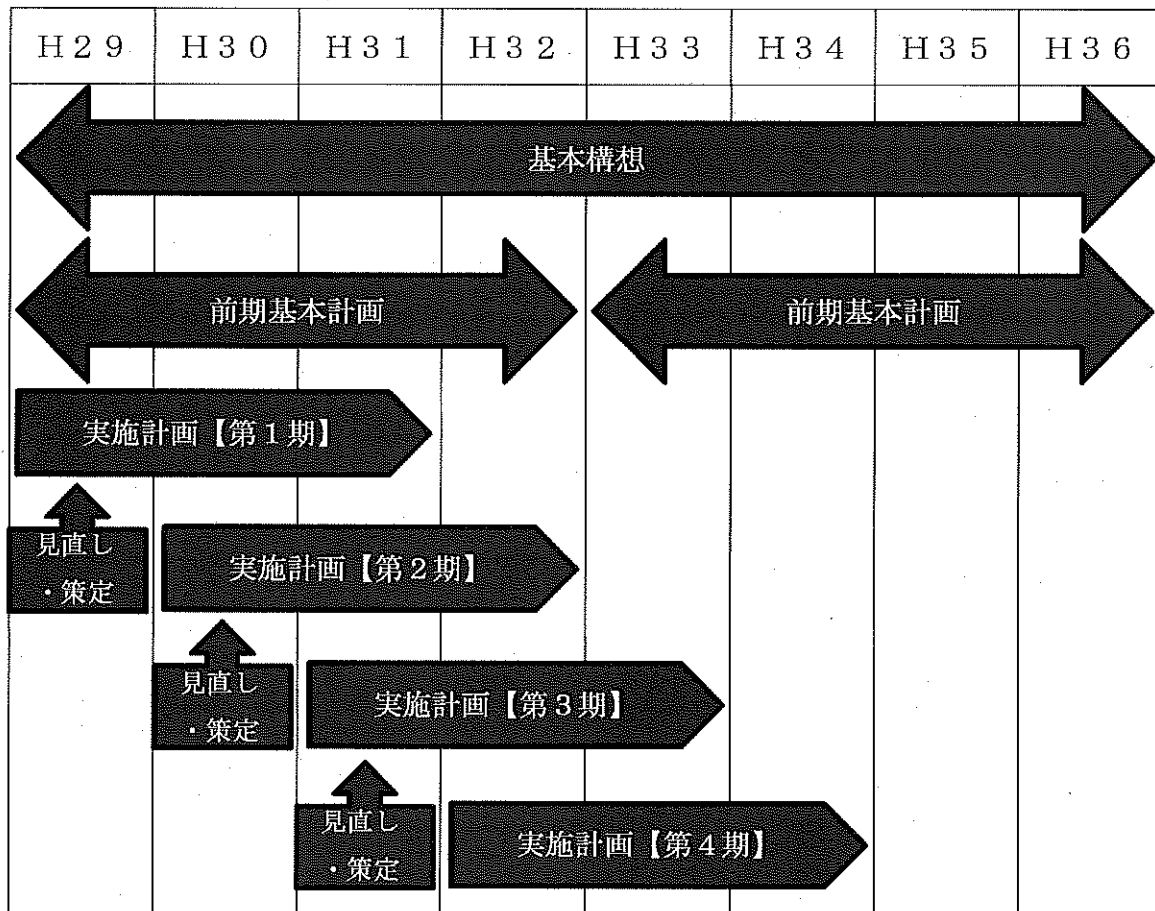 H29 H30 H31 H32 H33 H34 H35 H36
基本構想
前期基本計画 前期基本計画
実施計画【第1期】
見直し
・策定
実施計画【第2期】
見直し
・策定
実施計画【第3期】
見直し
・策定
実施計画【第4期】